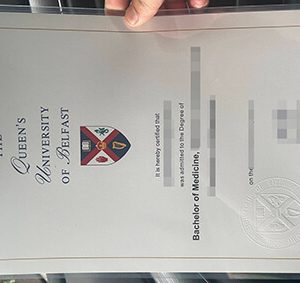 THE
QUEEN'S
UNIVERSITY
OF BELFAST
It is hereby certified that
was admitted to the Degree of
Bachelor of Medicine,
on the